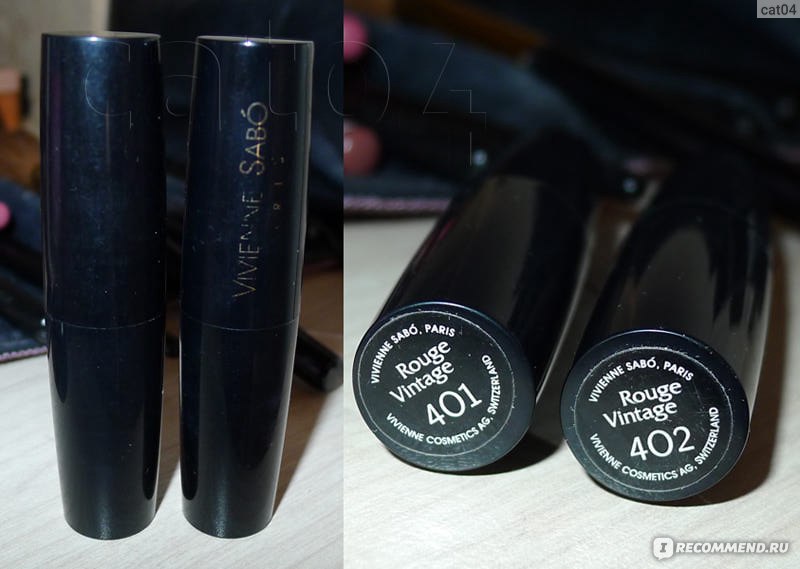 cat04
cat04
VIVIENNE SABÓ
VIVIENNE SABÓ, PARIS
Rouge
Vintage
401
VIVIENNE COSMETICS AG, SWITZERLAND
VIVIENNE SABÓ, PARIS
Rouge
Vintage
402
VIVIENNE COSMETICS AG, SWITZERLAND
I RECOMMEND.RU